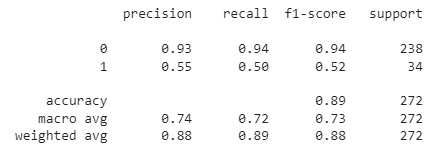 precision recall f1-score support
0 0.93 0.94 0.94 238
1 0.55 0.50 0.52 34
accuracy 0.89 272
macro avg 0.74 0.72 0.73 272
weighted avg 0.88 0.89 0.88 272